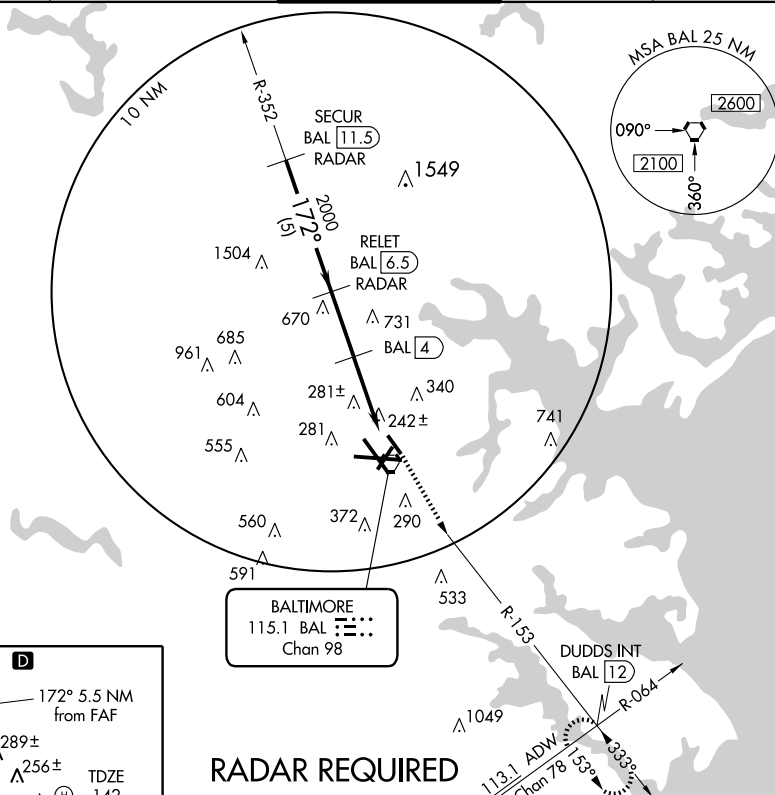 MSA BAL 25 NM
2600
090°
2100
360°
10 NM
R-352
SECUR
BAL 11.5
RADAR
1549
2000
172°
(5)
1504
RELET
BAL 6.5
RADAR
670
731
BAL 4
685
961
604
281±
340
242±
281
555
741
560
372
290
591
533
BALTIMORE
115.1 BAL
Chan 98
R-153
DUDDS INT
BAL 12
R-064
1049
113.1 ADW
Chan 78
153°
333°
RADAR REQUIRED
D
172° 5.5 NM
from FAF
289±
256±
TDZE
H